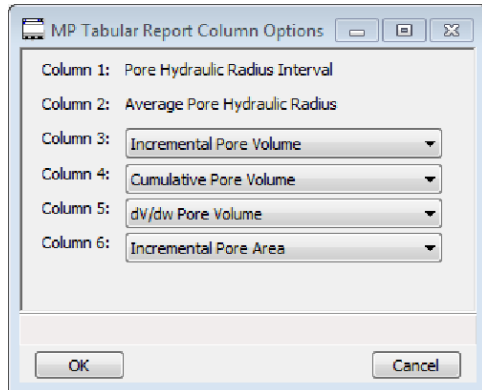 MP Tabular Report Column Options
Column 1: Pore Hydraulic Radius Interval
Column 2: Average Pore Hydraulic Radius
Column 3: Incremental Pore Volume
Column 4: Cumulative Pore Volume
Column 5: dV/dw Pore Volume
Column 6: Incremental Pore Area
OK Cancel